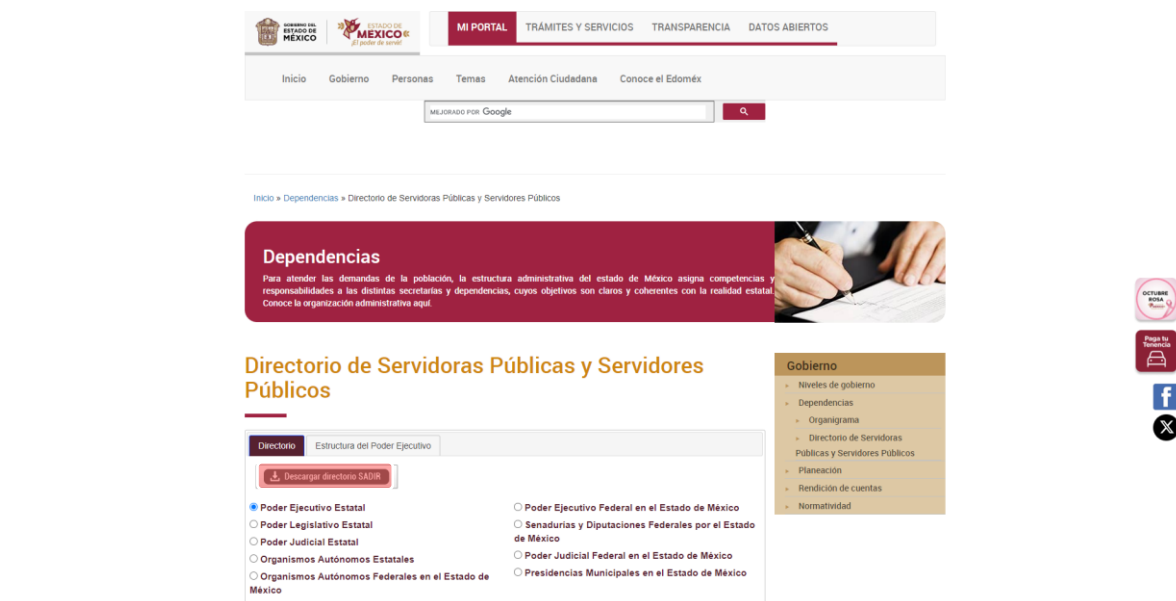 GOBIERNO DEL
ESTADO DE
MÉXICO
ESTADO DE
MÉXICO
¡El poder de servir!
MI PORTAL TRÁMITES Y SERVICIOS TRANSPARENCIA DATOS ABIERTOS
Inicio Gobierno Personas Temas Atención Ciudadana Conoce el Edoméx
MEJORADO POR Google
Inicio » Dependencias » Directorio de Servidoras Públicas y Servidores Públicos
Dependencias
Para atender las demandas de la población, la estructura administrativa del estado de México asigna competencias y
responsabilidades a las distintas secretarías y dependencias, cuyos objetivos son claros y coherentes con la realidad estatal.
Conoce la organización administrativa aquí.
OCTUBRE
ROSA
Paga tu
Tenencia
Directorio de Servidoras Públicas y Servidores
Públicos
Directorio Estructura del Poder Ejecutivo
Descargar directorio SADIR
Poder Ejecutivo Estatal
Poder Legislativo Estatal
Poder Judicial Estatal
Organismos Autónomos Estatales
Organismos Autónomos Federales en el Estado de
México
Poder Ejecutivo Federal en el Estado de México
Senadurías y Diputaciones Federales por el Estado
de México
Poder Judicial Federal en el Estado de México
Presidencias Municipales en el Estado de México
Gobierno
Niveles de gobierno
Dependencias
Organigrama
Directorio de Servidoras
Públicas y Servidores Públicos
Planeación
Rendición de cuentas
Normatividad